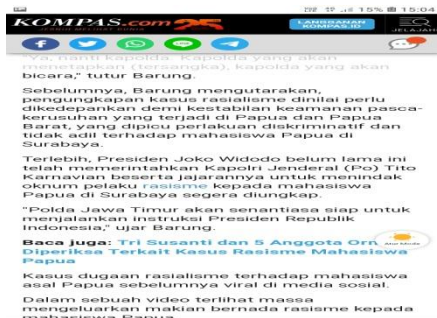 15% 15:04
KOMPAS.com
JERNIH MELIHAT DUNIA
LANGGANAN
KOMPAS.ID
JELAJAH
"Ya, nanti kapolda. Kapolda yang akan
menetapkan (tersangka), kapolda yang akan
bicara," tutur Barung.
Sebelumnya, Barung mengutarakan,
pengungkapan kasus rasialisme dinilai perlu
dikedepankan demi kestabilan keamanan pasca-
kerusuhan yang terjadi di Papua dan Papua
Barat, yang dipicu perlakuan diskriminatif dan
tidak adil terhadap mahasiswa Papua di
Surabaya.
Terlebih, Presiden Joko Widodo belum lama ini
telah memerintahkan Kapolri Jenderal (Po) Tito
Karnavian beserta jajarannya untuk menindak
oknum pelaku rasisme kepada mahasiswa
Papua di Surabaya segera diungkap.
"Polda Jawa Timur akan senantiasa siap untuk
menjalankan instruksi Presiden Republik
Indonesia," ujar Barung.
Baca juga: Tri Susanti dan 5 Anggota Orm
Diperiksa Terkait Kasus Rasisme Mahasiswa
Papua
Kasus dugaan rasialisme terhadap mahasiswa
asal Papua sebelumnya viral di media sosial.
Dalam sebuah video terlihat massa
mengeluarkan makian bernada rasisme kepada
mahasiswa Papua